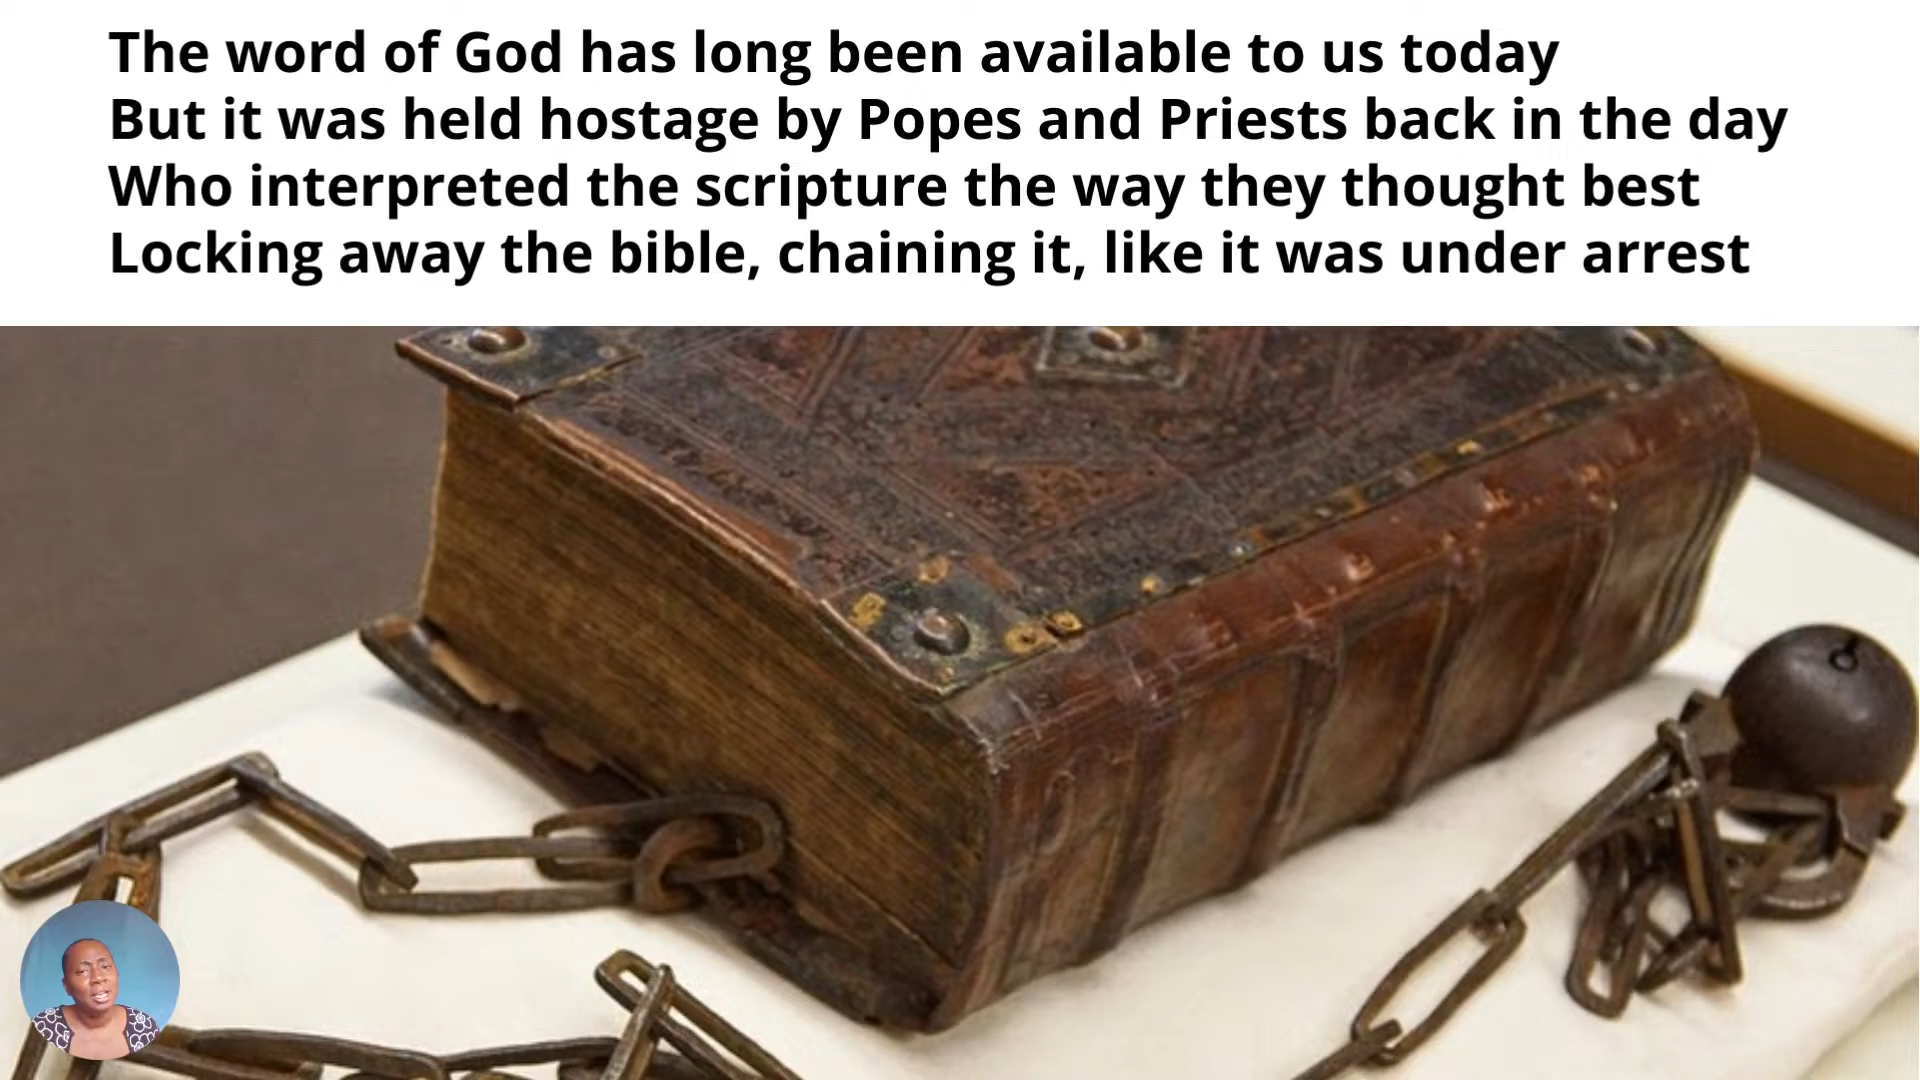 The word of God has long been available to us today
But it was held hostage by Popes and Priests back in the day
Who interpreted the scripture the way they thought best
Locking away the bible, chaining it, like it was under arrest